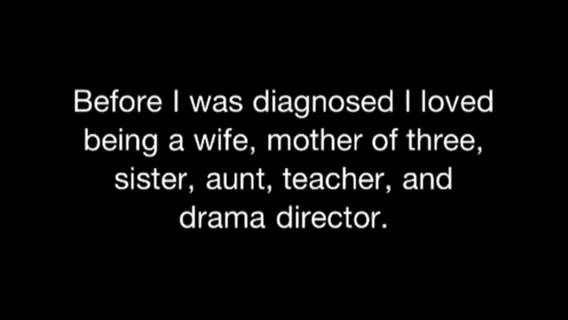 Before I was diagnosed I loved
being a wife, mother of three,
sister, aunt, teacher, and
drama director.